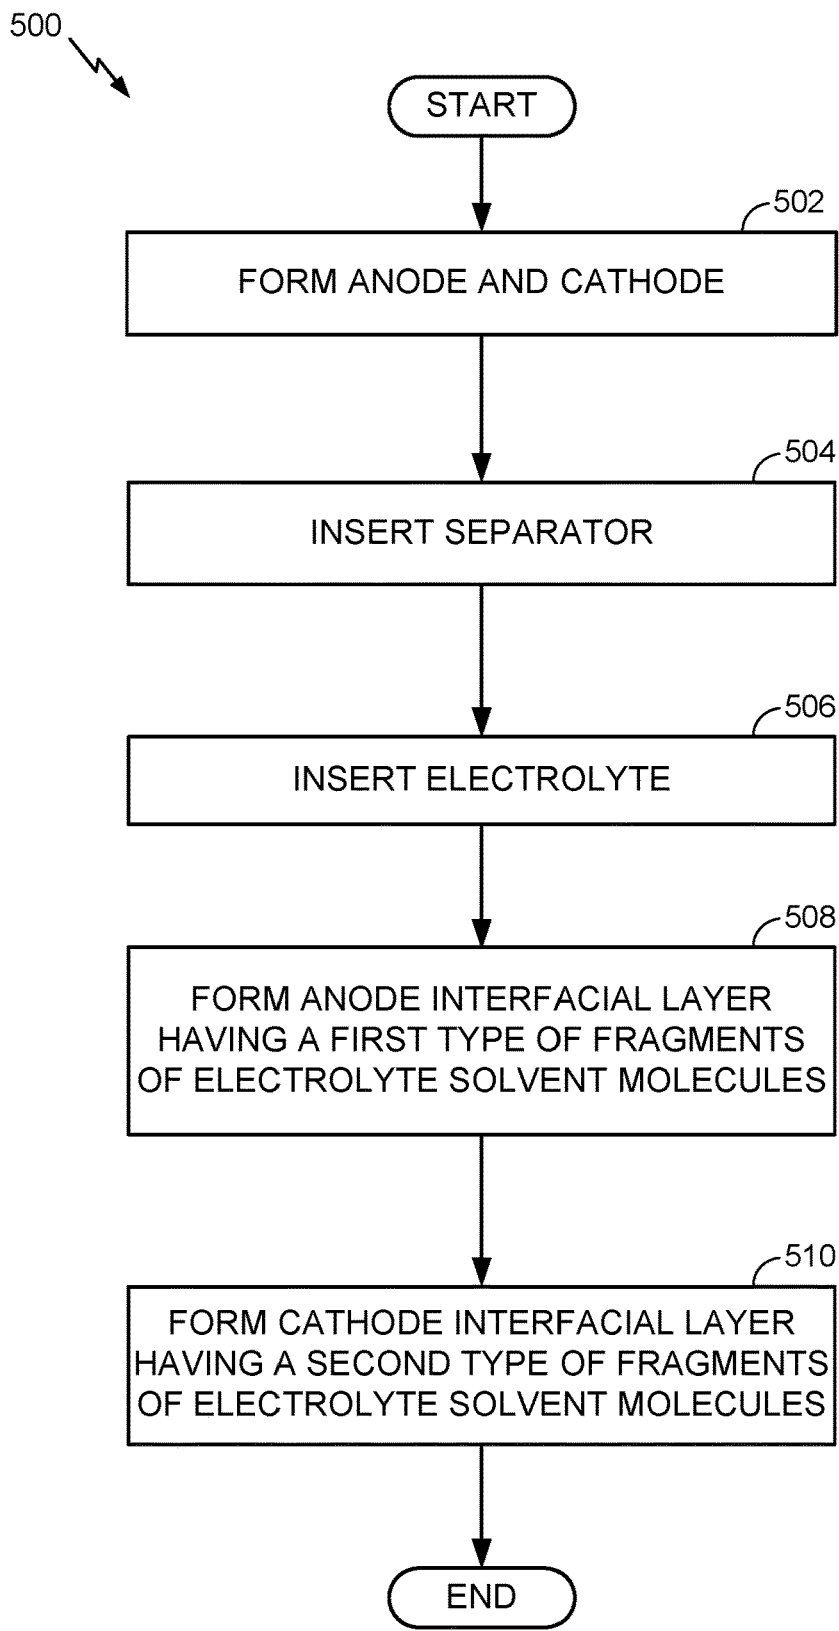 500
START
502
FORM ANODE AND CATHODE
504
INSERT SEPARATOR
506
INSERT ELECTROLYTE
508
FORM ANODE INTERFACIAL LAYER
HAVING A FIRST TYPE OF FRAGMENTS
OF ELECTROLYTE SOLVENT MOLECULES
510
FORM CATHODE INTERFACIAL LAYER
HAVING A SECOND TYPE OF FRAGMENTS
OF ELECTROLYTE SOLVENT MOLECULES
END